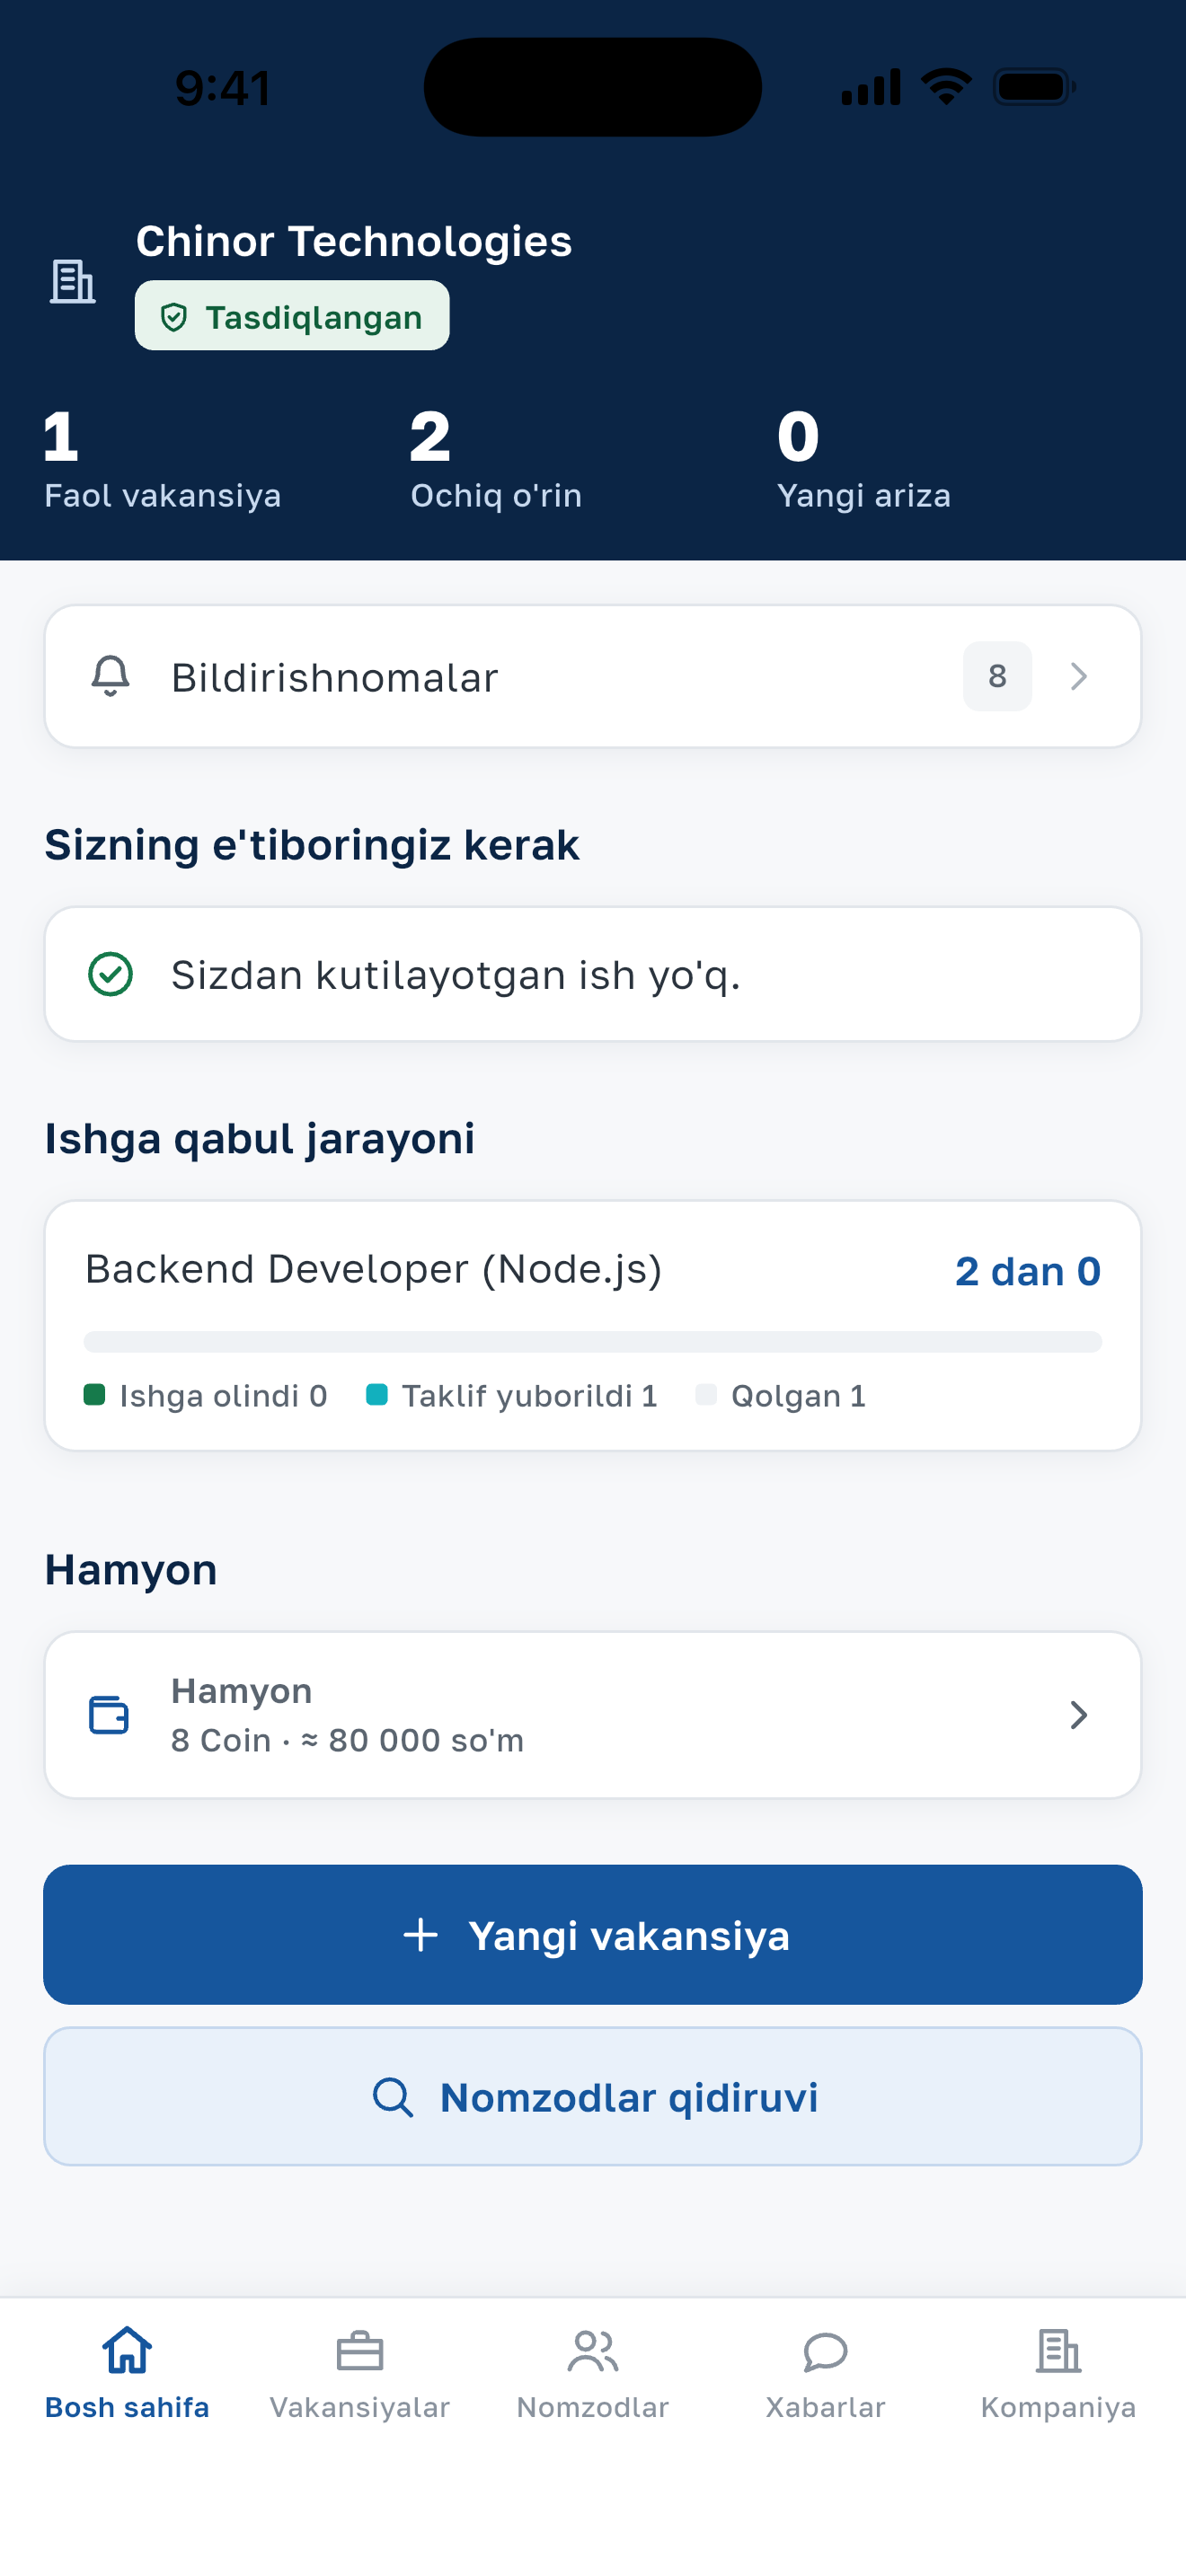 9:41
Chinor Technologies
Tasdiqlangan
1 2 0
Faol vakansiya Ochiq o'rin Yangi ariza
Bildirishnomalar 8
Sizning e'tiboringiz kerak
Sizdan kutilayotgan ish yo'q.
Ishga qabul jarayoni
Backend Developer (Node.js) 2 dan 0
Ishga olindi 0 Taklif yuborildi 1 Qolgan 1
Hamyon
Hamyon
8 Coin · ≈ 80 000 so'm
Yangi vakansiya
Nomzodlar qidiruvi
Bosh sahifa Vakansiyalar Nomzodlar Xabarlar Kompaniya